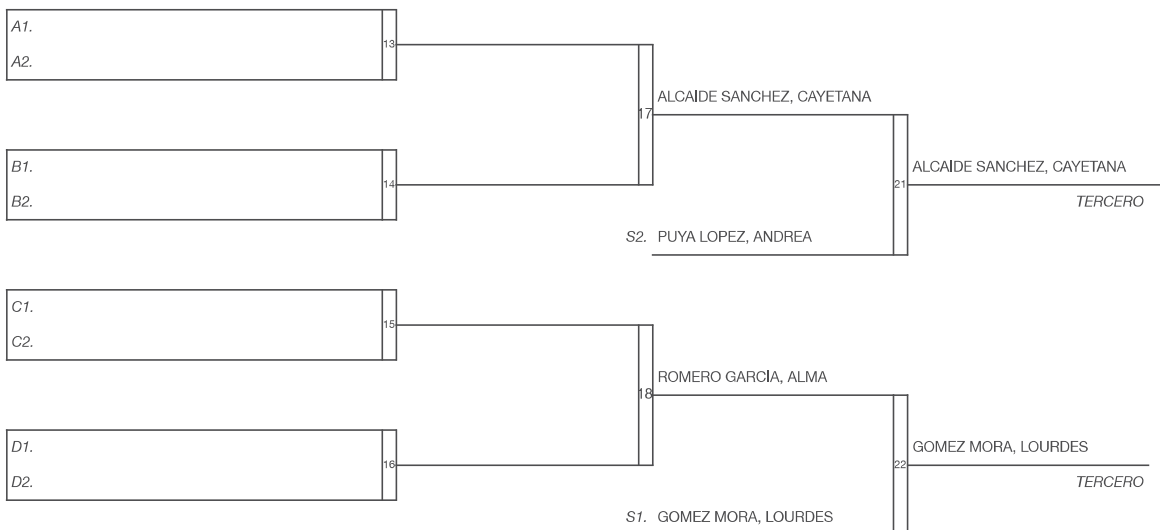 A1.
A2.
13
B1.
B2.
14
17
ALCAIDE SANCHEZ, CAYETANA
S2. PUYA LOPEZ, ANDREA
21
ALCAIDE SANCHEZ, CAYETANA
TERCERO
C1.
C2.
15
D1.
D2.
16
18
ROMERO GARCÍA, ALMA
S1. GOMEZ MORA, LOURDES
22
GOMEZ MORA, LOURDES
TERCERO